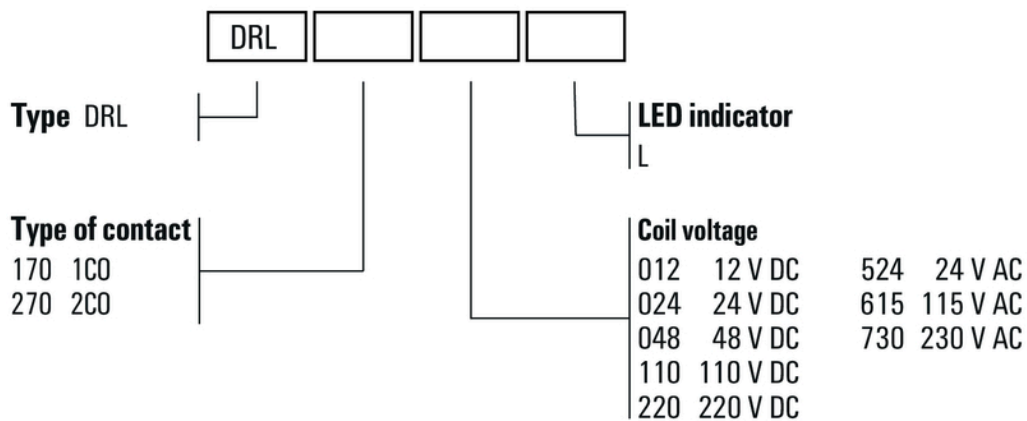 DRL
Type DRL
LED indicator
L
Type of contact
170 1CO
270 2CO
Coil voltage
012 12 V DC 524 24 V AC
024 24 V DC 615 115 V AC
048 48 V DC 730 230 V AC
110 110 V DC
220 220 V DC